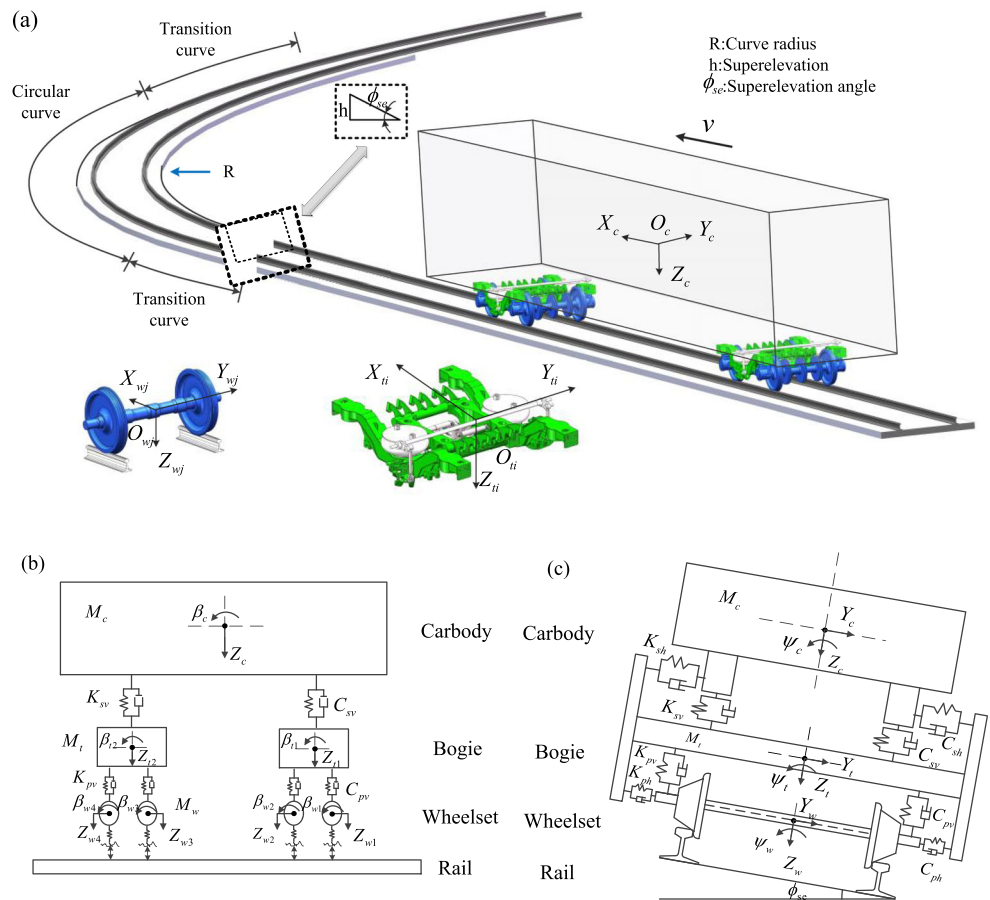 (a)
Transition
curve
Circular
curve
R:Curve radius
h:Superelevation
ϕse:Superelevation angle
h
ϕse
v
R
Xc
Oc
Yc
Zc
Transition
curve
Xwj
Ywj
Owj
Zwj
Xti
Yti
Oti
Zti
(b)
Mc
βc
Zc
Ksv
Csv
Mt
βt2
Zt2
βt1
Zt1
Kpv
Cpv
βw4
βw3
Mw
βw2
βw1
Zw4
Zw3
Zw2
Zw1
Carbody
Bogie
Wheelset
Rail
(c)
Carbody
Bogie
Wheelset
Rail
Mc
Yc
ψc
Zc
Ksh
Ksv
Csh
Csv
Mt
Yt
ψt
Zt
Kpv
Kph
Yw
ψw
Zw
Cpv
Cph
ϕse